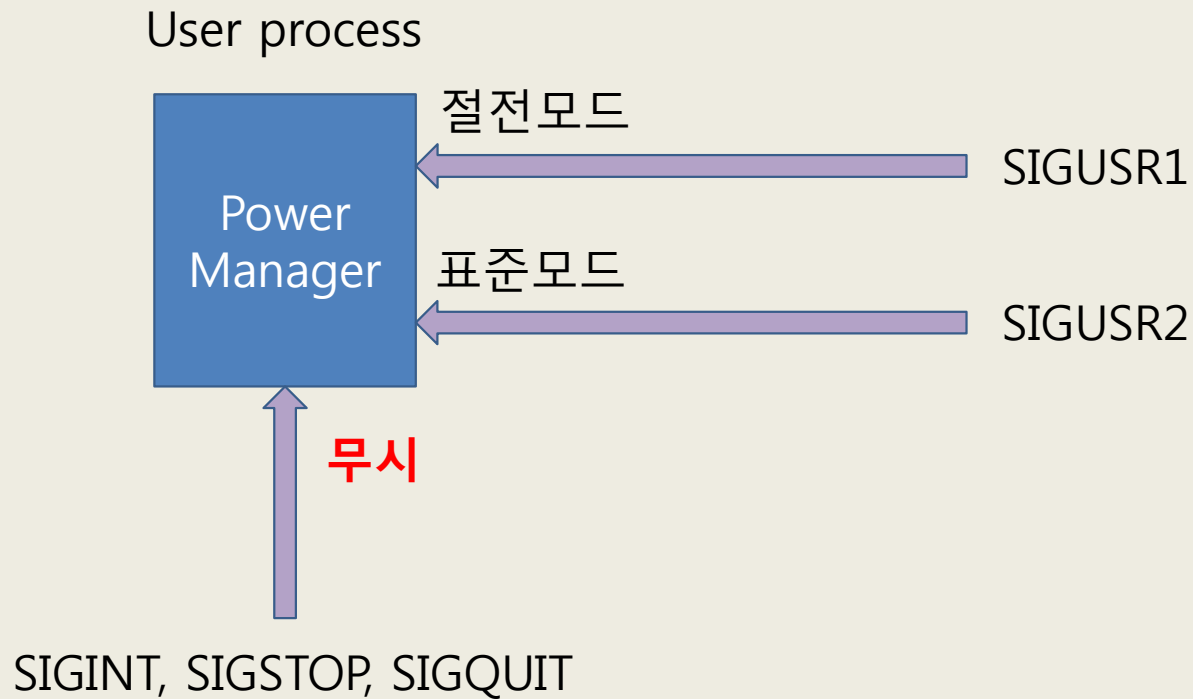 User process
절전모드
SIGUSR1
Power
Manager
표준모드
SIGUSR2
무시
SIGINT, SIGSTOP, SIGQUIT